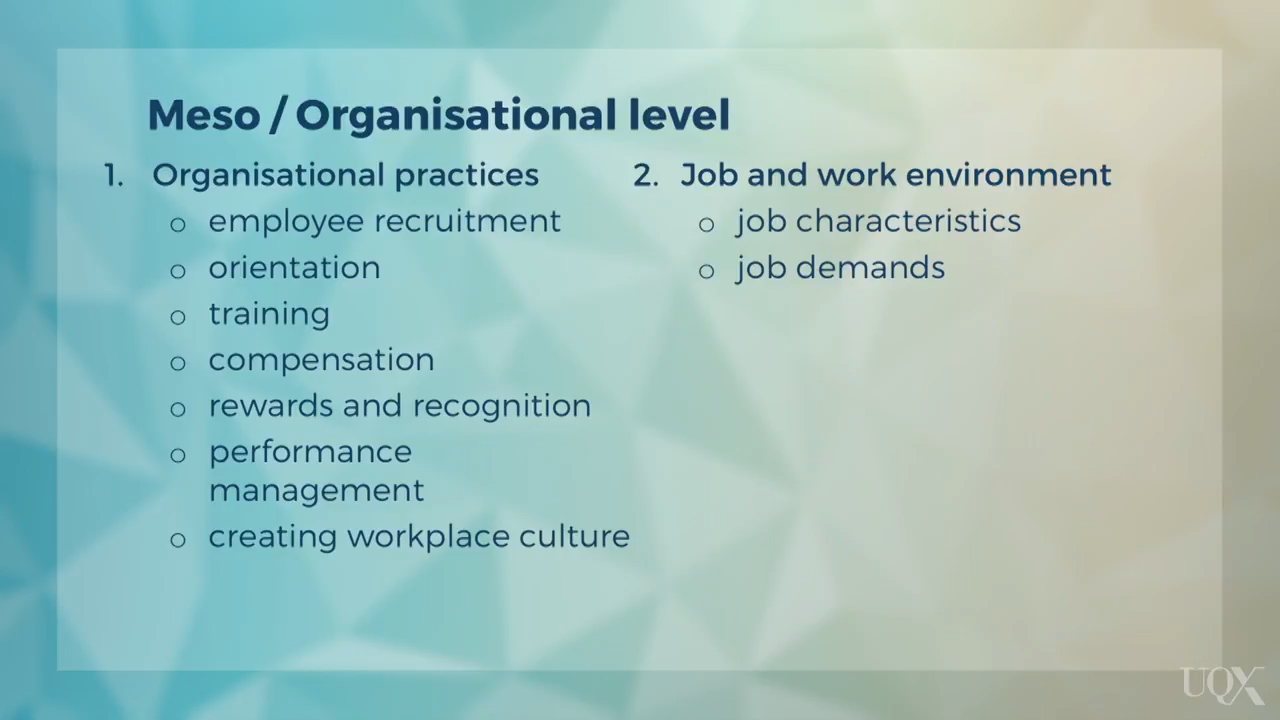 Meso / Organisational level
1. Organisational practices
○ employee recruitment
○ orientation
○ training
○ compensation
○ rewards and recognition
○ performance
management
○ creating workplace culture
2. Job and work environment
○ job characteristics
○ job demands
UQX